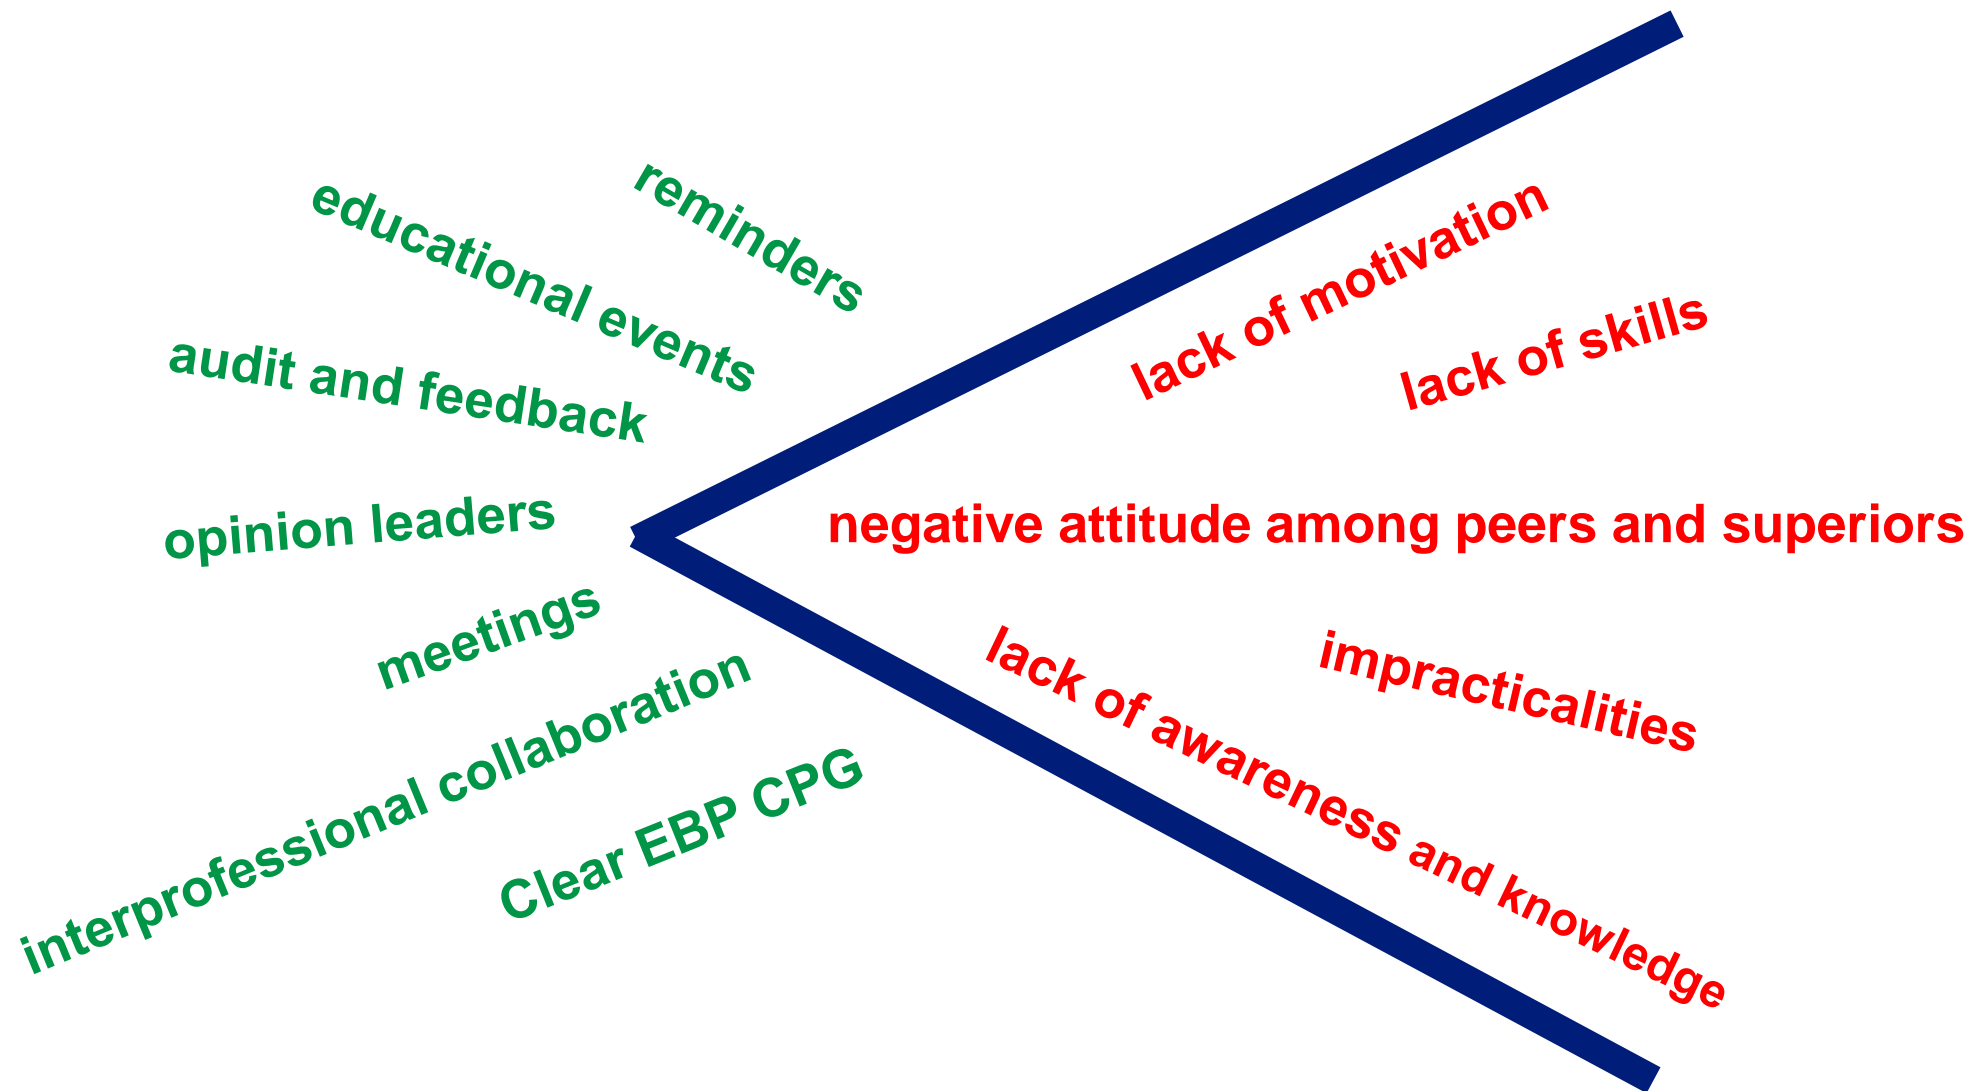 reminders
educational events
audit and feedback
opinion leaders
meetings
interprofessional collaboration
Clear EBP CPG
lack of motivation
lack of skills
negative attitude among peers and superiors
impracticalities
lack of awareness and knowledge